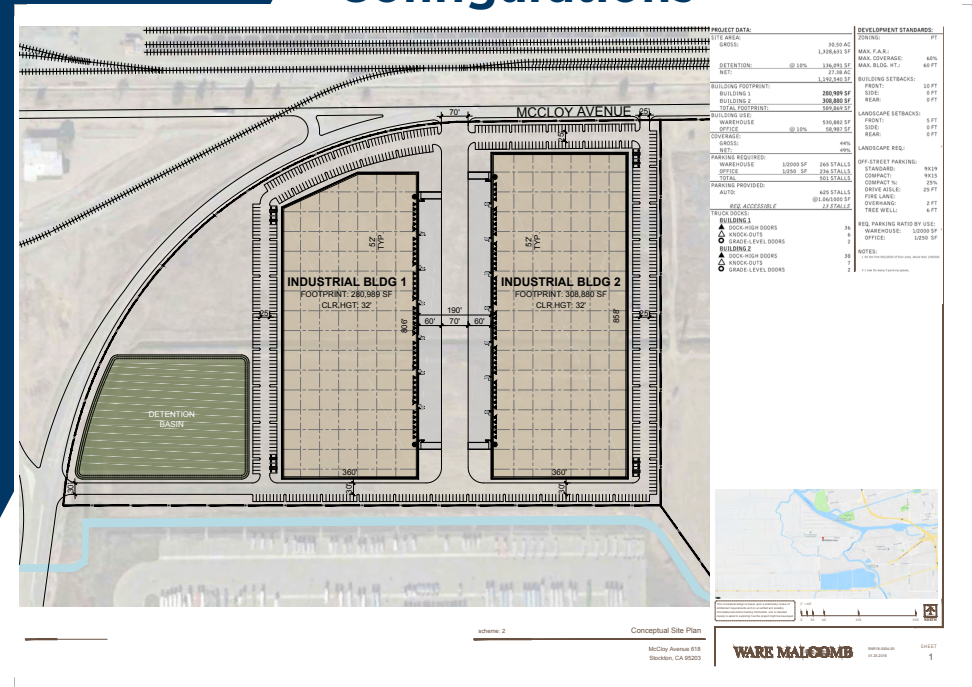 Configurations
MCCLOY AVENUE
70'
25'
25'
52'
TYP.
52'
TYP.
INDUSTRIAL BLDG 1
FOOTPRINT: 280,989 SF
CLR.HGT: 32'
INDUSTRIAL BLDG 2
FOOTPRINT: 308,880 SF
CLR.HGT: 32'
25'
806'
190'
60' 70' 60'
858'
25'
DETENTION
BASIN
360'
360'
30'
30'
30'
PROJECT DATA:
SITE AREA:
GROSS: 30.50 AC
1,328,631 SF
DETENTION: @ 10% 136,091 SF
NET: 27.38 AC
1,192,540 SF
BUILDING FOOTPRINT:
BUILDING 1 280,989 SF
BUILDING 2 308,880 SF
TOTAL FOOTPRINT: 589,869 SF
BUILDING USE:
WAREHOUSE 530,882 SF
OFFICE @ 10% 58,987 SF
COVERAGE:
GROSS: 44%
NET: 49%
PARKING REQUIRED:
WAREHOUSE 1/2000 SF 265 STALLS
OFFICE 1/250 SF 236 STALLS
TOTAL 501 STALLS
PARKING PROVIDED:
AUTO: 625 STALLS
@1.06/1000 SF
REQ. ACCESSIBLE 13 STALLS
TRUCK DOCKS:
BUILDING 1
DOCK-HIGH DOORS 36
KNOCK-OUTS 6
GRADE-LEVEL DOORS 2
BUILDING 2
DOCK-HIGH DOORS 38
KNOCK-OUTS 7
GRADE-LEVEL DOORS 2
DEVELOPMENT STANDARDS:
ZONING: PT
MAX. F.A.R.:
MAX. COVERAGE: 60%
MAX. BLDG. HT.: 60 FT
BUILDING SETBACKS:
FRONT: 10 FT
SIDE: 0 FT
REAR: 0 FT
LANDSCAPE SETBACKS:
FRONT: 5 FT
SIDE: 0 FT
REAR: 0 FT
LANDSCAPE REQ.:
OFF-STREET PARKING:
STANDARD: 9X19
COMPACT: 9X15
COMPACT %: 25%
DRIVE AISLE: 25 FT
FIRE LANE:
OVERHANG: 2 FT
TREE WELL: 6 FT
REQ. PARKING RATIO BY USE:
WAREHOUSE: 1/2000 SF
OFFICE: 1/250 SF
NOTES:
NORTH
scheme: 2
Conceptual Site Plan
McCloy Avenue 618
Stockton, CA 95203
WARE MALCOMB
SHEET
1